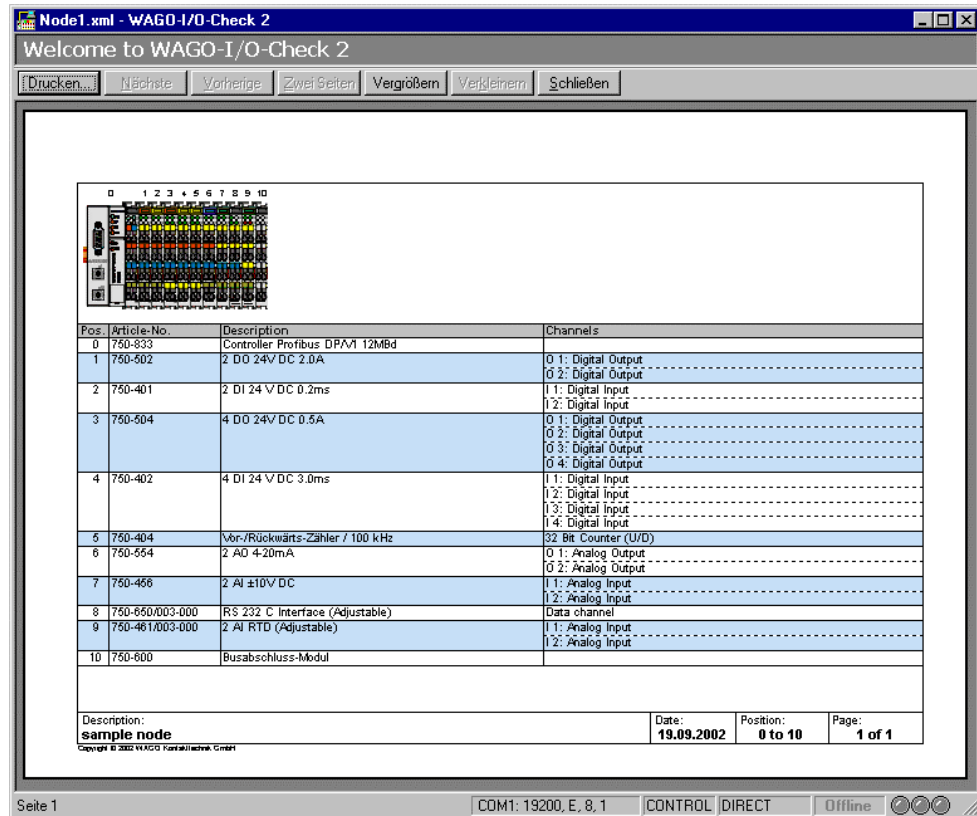 Node1.xml - WAGO-I/O-Check 2
Welcome to WAGO-I/O-Check 2
Drucken... Nächste Vorherige Zwei Seiten Vergrößern Verkleinern Schließen
0 1 2 3 4 5 6 7 8 9 10
Pos. Article-No. Description Channels
0 750-833 Controller Profibus DP/V1 12MBd
1 750-502 2 DO 24V DC 2.0A O 1: Digital Output
O 2: Digital Output
2 750-401 2 DI 24 V DC 0.2ms I 1: Digital Input
I 2: Digital Input
3 750-504 4 DO 24V DC 0.5A O 1: Digital Output
O 2: Digital Output
O 3: Digital Output
O 4: Digital Output
4 750-402 4 DI 24 V DC 3.0ms I 1: Digital Input
I 2: Digital Input
I 3: Digital Input
I 4: Digital Input
5 750-404 Vor-/Rückwärts-Zähler / 100 kHz 32 Bit Counter (U/D)
6 750-554 2 AO 4-20mA O 1: Analog Output
O 2: Analog Output
7 750-456 2 AI ±10V DC I 1: Analog Input
I 2: Analog Input
8 750-650/003-000 RS 232 C Interface (Adjustable) Data channel
9 750-461/003-000 2 AI RTD (Adjustable) I 1: Analog Input
I 2: Analog Input
10 750-600 Busabschluss-Modul
Description: Date: Position: Page:
sample node 19.09.2002 0 to 10 1 of 1
Copyright © 2002 WAGO Kontakttechnik GmbH
Seite 1 COM1: 19200, E, 8, 1 CONTROL DIRECT Offline